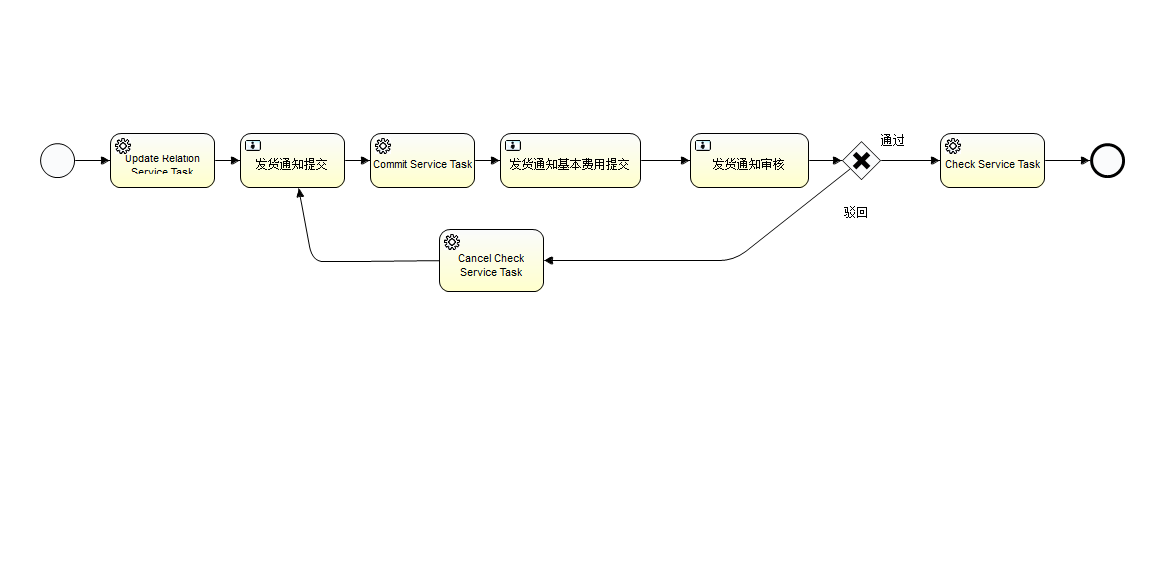 Update Relation
Service Task
发货通知提交
Commit Service Task
发货通知基本费用提交
发货通知审核
通过
驳回
Check Service Task
Cancel Check
Service Task